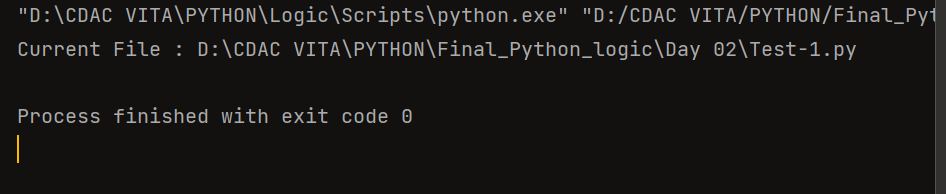 "D:\CDAC VITA\PYTHON\Logic\Scripts\python.exe" "D:/CDAC VITA/PYTHON/Final_Pyt
Current File : D:\CDAC VITA\PYTHON\Final_Python_logic\Day 02\Test-1.py
Process finished with exit code 0